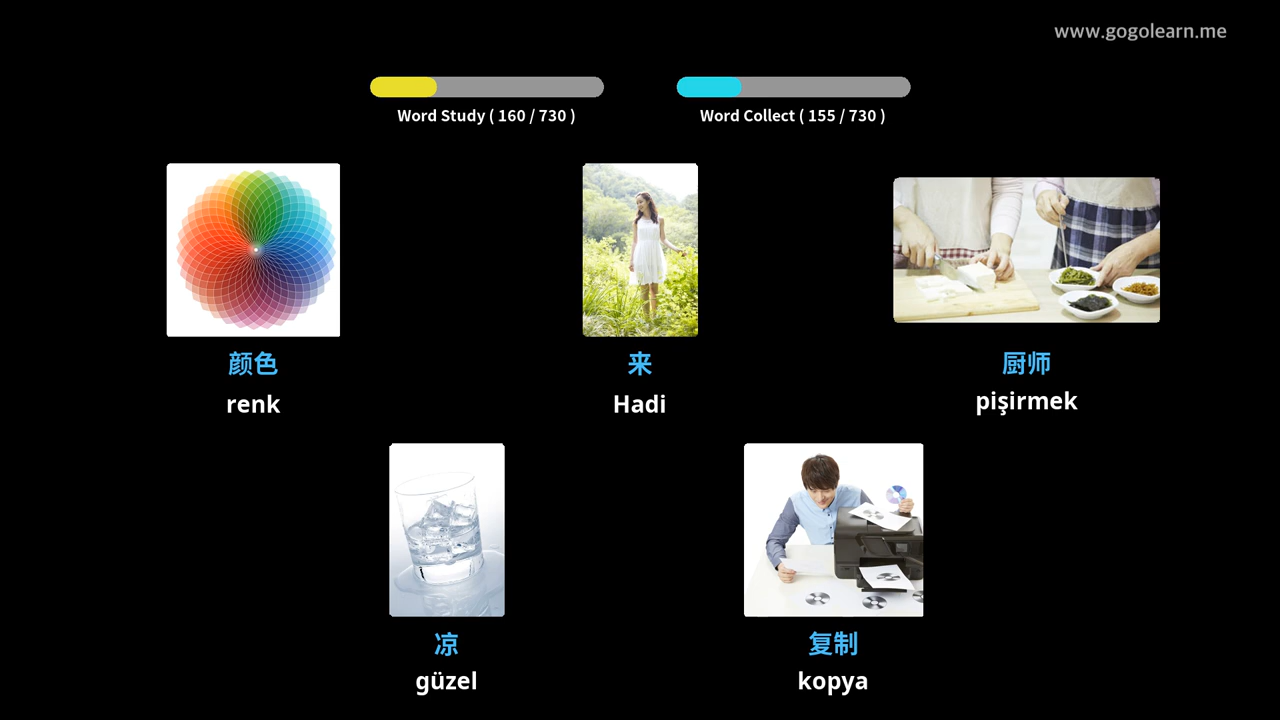 www.gogolearn.me
Word Study ( 160 / 730 )
Word Collect ( 155 / 730 )
颜色
来
厨师
renk
Hadi
pişirmek
凉
复制
güzel
kopya